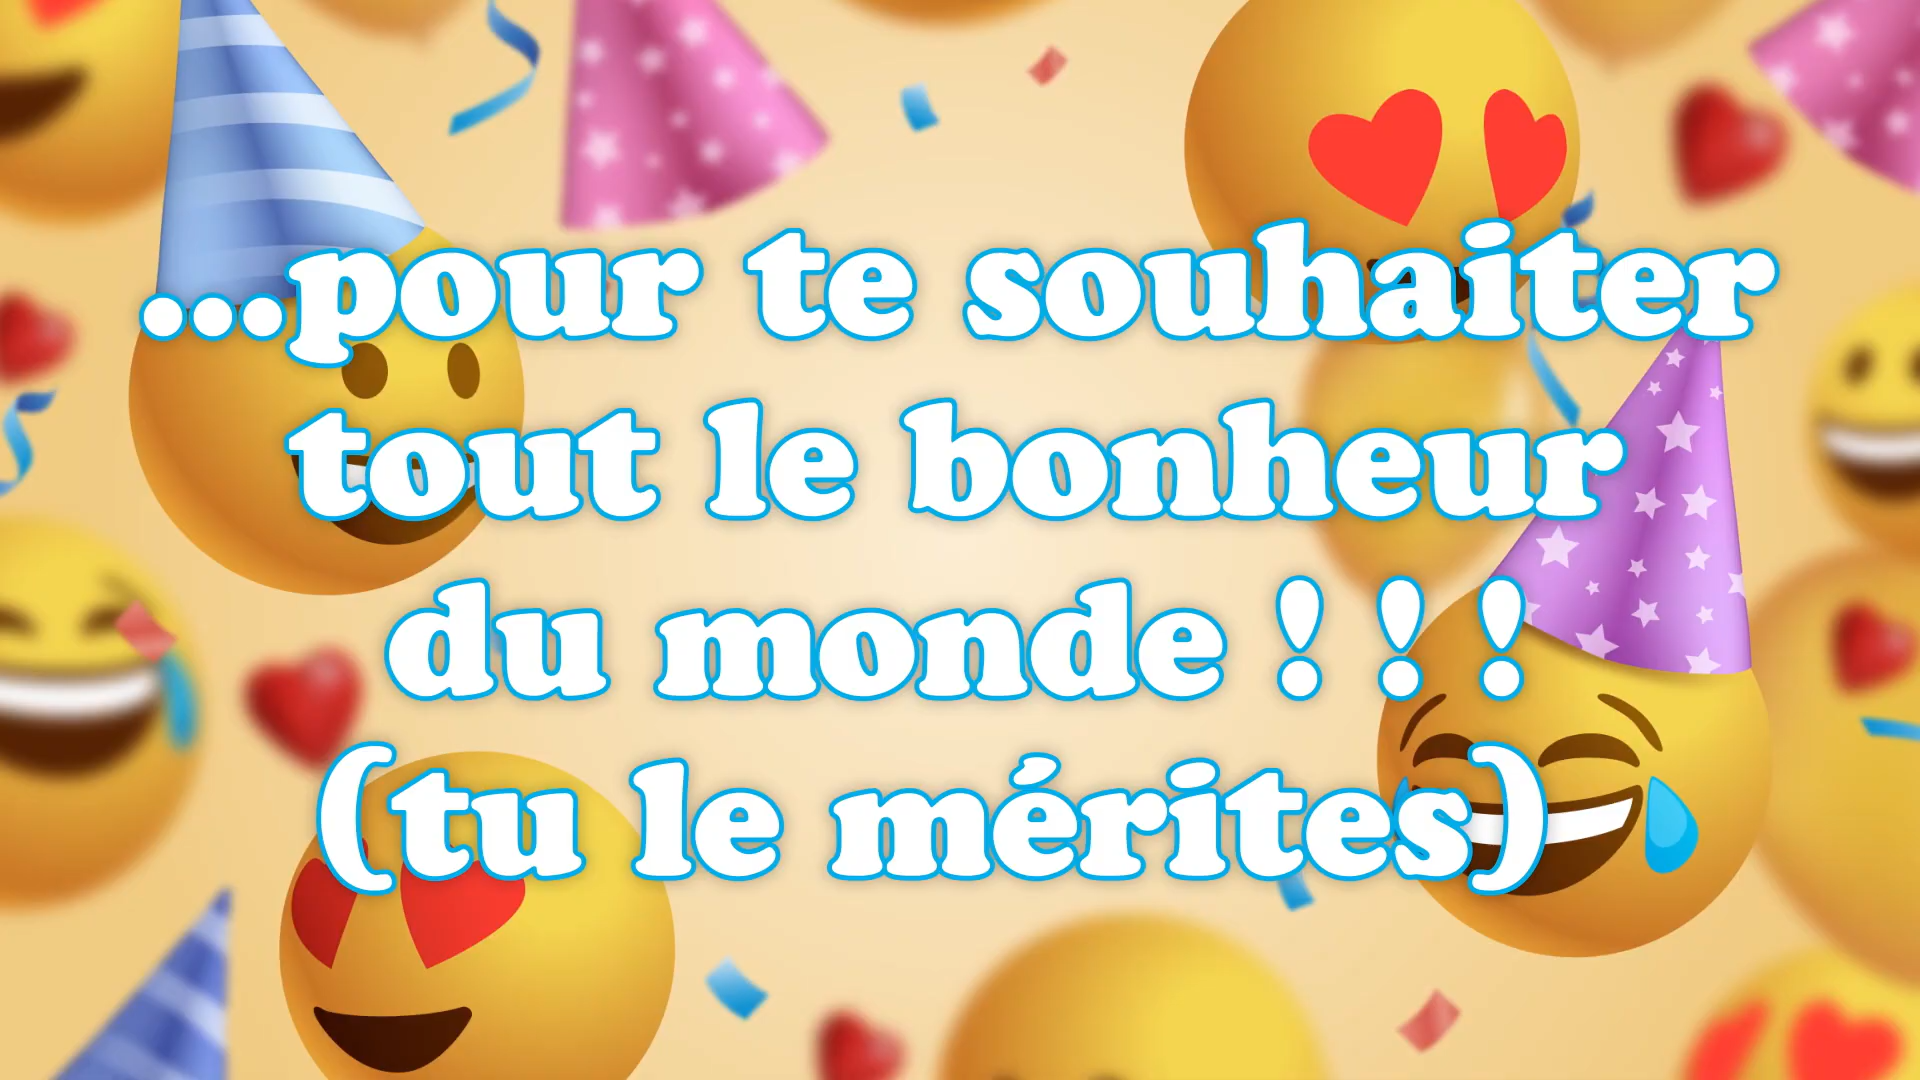 ...pour te souhaiter
tout le bonheur
du monde ! ! !
(tu le mérites)